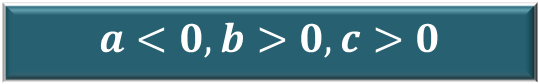 a < 0, b > 0, c > 0